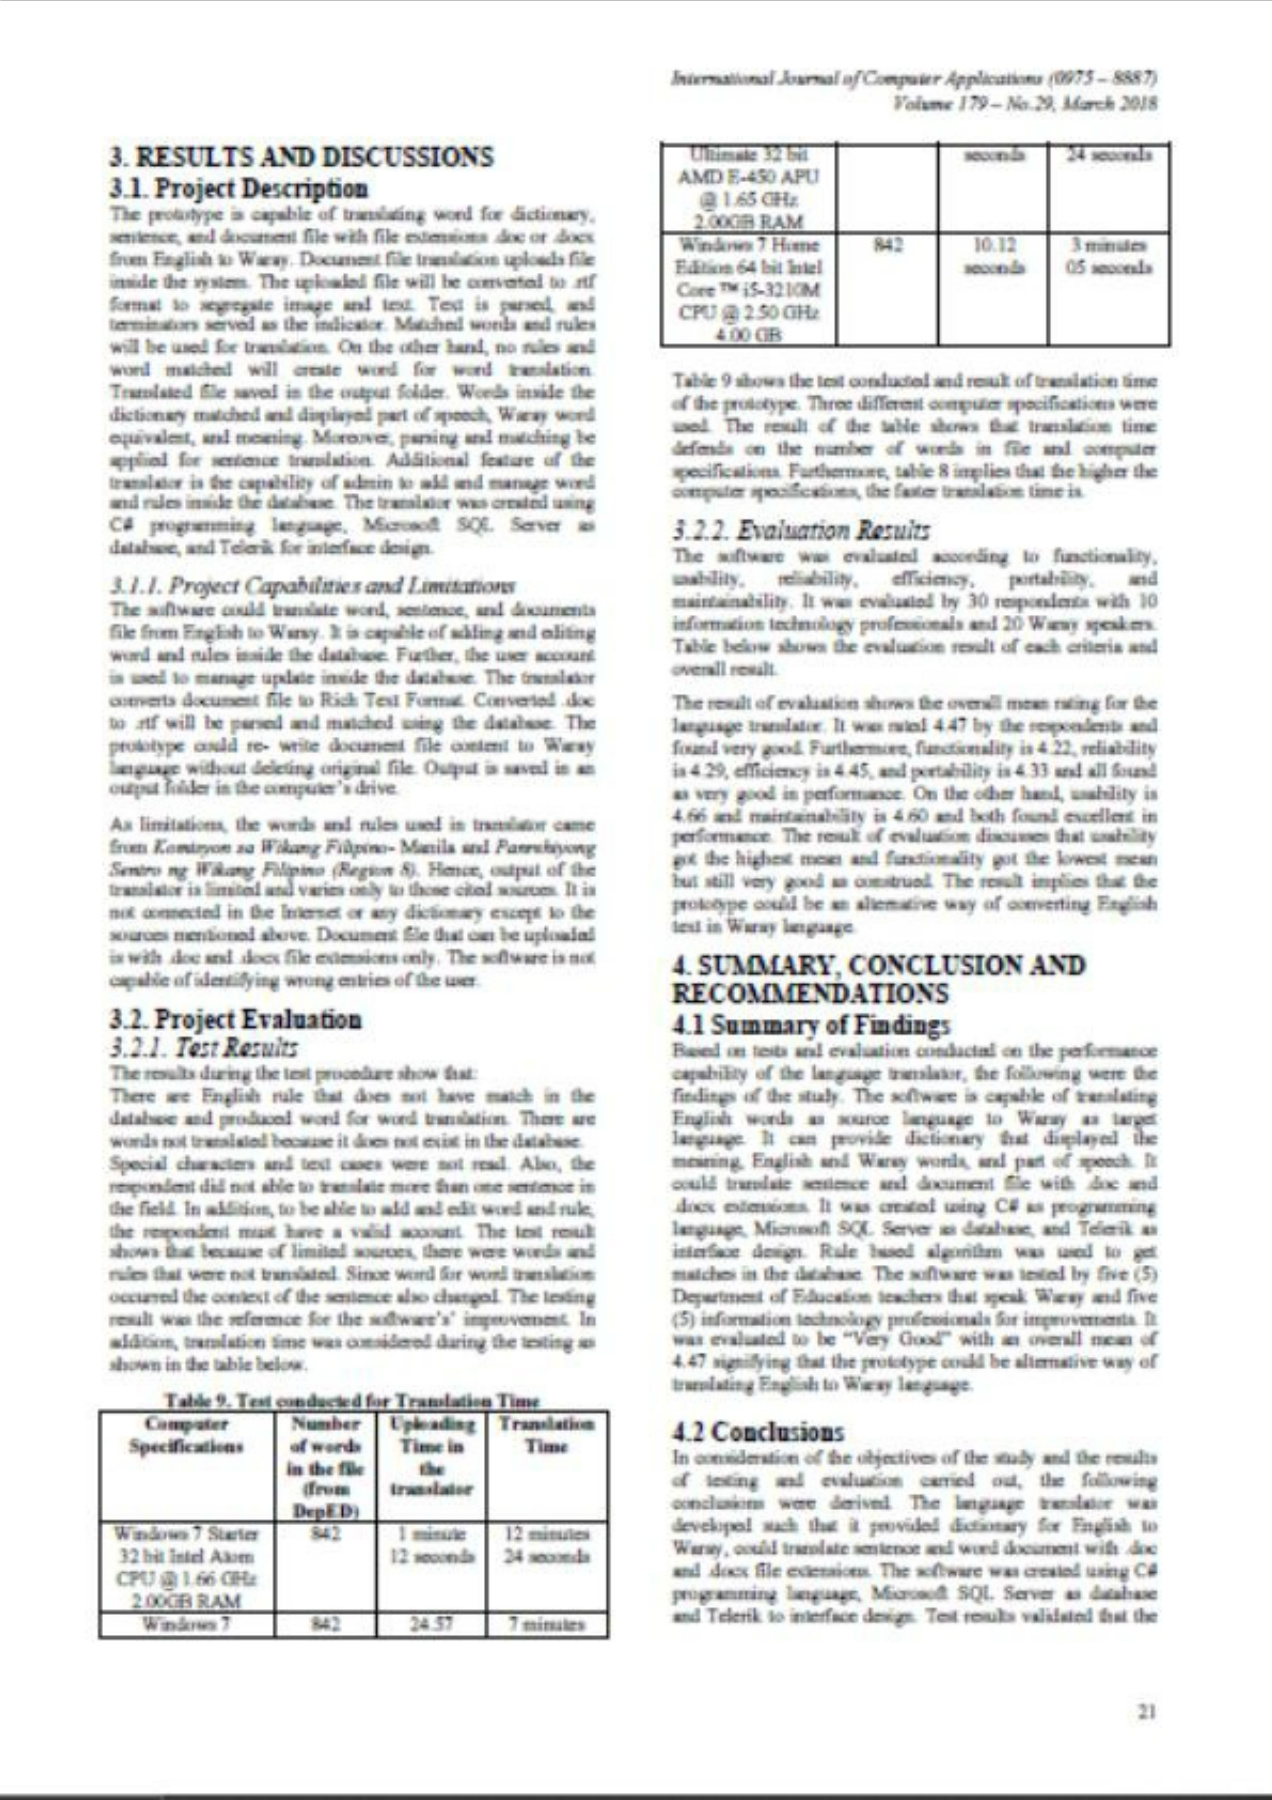 International Journal of Computer Applications (0975 – 8887)
Volume 179 – No.29, March 2018
3. RESULTS AND DISCUSSIONS
3.1. Project Description
The prototype is capable of translating word for dictionary,
sentence, and document file with file extensions .doc or .docx
from English to Waray. Document file translation uploads file
inside the system. The uploaded file will be converted to .rtf
format to segregate image and text. Text is parsed, and
terminators served as the indicator. Matched words and rules
will be used for translation. On the other hand, no rules and
word matched will create word for word translation.
Translated file saved in the output folder. Words inside the
dictionary matched and displayed part of speech, Waray word
equivalent, and meaning. Moreover, parsing and matching be
applied for sentence translation. Additional feature of the
translator is the capability of admin to add and manage word
and rules inside the database. The translator was created using
C# programming language, Microsoft SQL Server as
database, and Telerik for interface design.
3.1.1. Project Capabilities and Limitations
The software could translate word, sentence, and documents
file from English to Waray. It is capable of adding and editing
word and rules inside the database. Further, the user account
is used to manage update inside the database. The translator
converts document file to Rich Text Format. Converted .doc
to .rtf will be parsed and matched using the database. The
prototype could re- write document file content to Waray
language without deleting original file. Output is saved in an
output folder in the computer's drive.
As limitations, the words and rules used in translator came
from Komisyon sa Wikang Filipino- Manila and Panrehiyong
Sentro ng Wikang Filipino (Region 8). Hence, output of the
translator is limited and varies only to those cited sources. It is
not connected in the Internet or any dictionary except to the
sources mentioned above. Document file that can be uploaded
is with .doc and .docx file extensions only. The software is not
capable of identifying wrong entries of the user.
3.2. Project Evaluation
3.2.1. Test Results
The results during the test procedure show that:
There are English rule that does not have match in the
database and produced word for word translation. There are
words not translated because it does not exist in the database.
Special characters and text cases were not read. Also, the
respondent did not able to translate more than one sentence in
the field. In addition, to be able to add and edit word and rule,
the respondent must have a valid account. The test result
shows that because of limited sources, there were words and
rules that were not translated. Since word for word translation
occurred the context of the sentence also changed. The testing
result was the reference for the software's' improvement. In
addition, translation time was considered during the testing as
shown in the table below.
Table 9. Test conducted for Translation Time
Computer Specifications | Number of words in the file (from DepED) | Uploading Time in the translator | Translation Time
Windows 7 Starter 32 bit Intel Atom CPU @ 1.66 GHz 2.00GB RAM | 842 | 1 minute 12 seconds | 12 minutes 24 seconds
Windows 7 | 842 | 24.57 | 7 minutes
Ultimate 32 bit AMD E-450 APU @ 1.65 GHz 2.00GB RAM | | seconds | 24 seconds
Windows 7 Home Edition 64 bit Intel Core ™ i5-3210M CPU @ 2.50 GHz 4.00 GB | 842 | 10.12 seconds | 3 minutes 05 seconds
Table 9 shows the test conducted and result of translation time
of the prototype. Three different computer specifications were
used. The result of the table shows that translation time
defends on the number of words in file and computer
specifications. Furthermore, table 8 implies that the higher the
computer specifications, the faster translation time is.
3.2.2. Evaluation Results
The software was evaluated according to functionality,
usability, reliability, efficiency, portability, and
maintainability. It was evaluated by 30 respondents with 10
information technology professionals and 20 Waray speakers.
Table below shows the evaluation result of each criteria and
overall result.
The result of evaluation shows the overall mean rating for the
language translator. It was rated 4.47 by the respondents and
found very good. Furthermore, functionality is 4.22, reliability
is 4.29, efficiency is 4.45, and portability is 4.33 and all found
as very good in performance. On the other hand, usability is
4.66 and maintainability is 4.60 and both found excellent in
performance. The result of evaluation discusses that usability
got the highest mean and functionality got the lowest mean
but still very good as construed. The result implies that the
prototype could be an alternative way of converting English
text in Waray language.
4. SUMMARY, CONCLUSION AND
RECOMMENDATIONS
4.1 Summary of Findings
Based on tests and evaluation conducted on the performance
capability of the language translator, the following were the
findings of the study. The software is capable of translating
English words as source language to Waray as target
language. It can provide dictionary that displayed the
meaning, English and Waray words, and part of speech. It
could translate sentence and document file with .doc and
.docx extensions. It was created using C# as programming
language, Microsoft SQL Server as database, and Telerik as
interface design. Rule based algorithm was used to get
matches in the database. The software was tested by five (5)
Department of Education teachers that speak Waray and five
(5) information technology professionals for improvements. It
was evaluated to be "Very Good" with an overall mean of
4.47 signifying that the prototype could be alternative way of
translating English to Waray language.
4.2 Conclusions
In consideration of the objectives of the study and the results
of testing and evaluation carried out, the following
conclusions were derived. The language translator was
developed such that it provided dictionary for English to
Waray, could translate sentence and word document with .doc
and .docx file extensions. The software was created using C#
programming language, Microsoft SQL Server as database
and Telerik to interface design. Test results validated that the
21